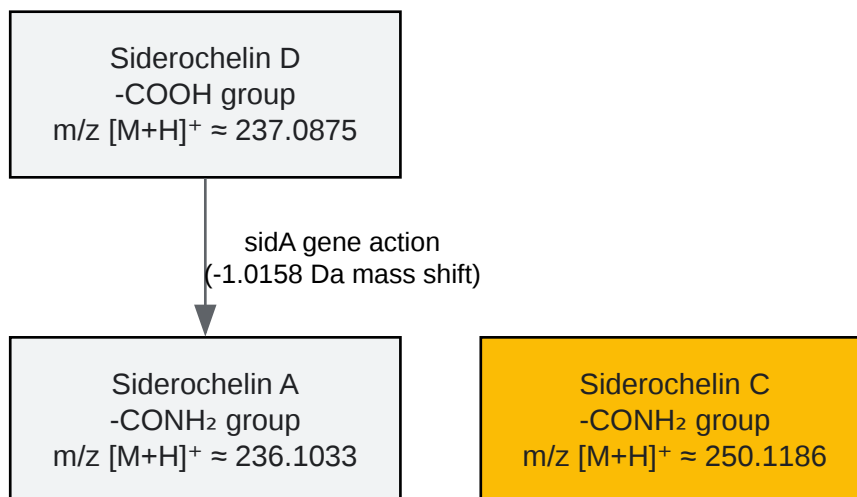 Siderochelin D
-COOH group
m/z [M+H]⁺ ≈ 237.0875
sidA gene action
(-1.0158 Da mass shift)
Siderochelin A
-CONH₂ group
m/z [M+H]⁺ ≈ 236.1033
Siderochelin C
-CONH₂ group
m/z [M+H]⁺ ≈ 250.1186